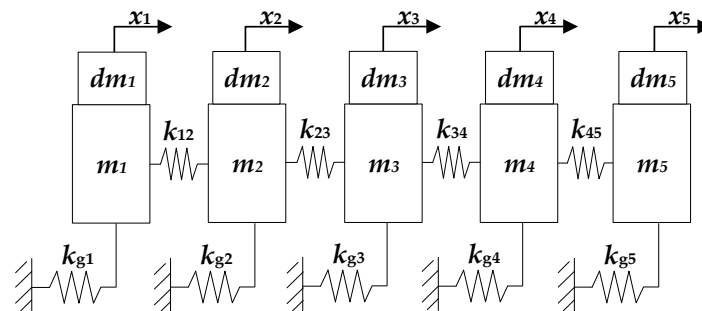 x1 x2 x3 x4 x5
dm1 dm2 dm3 dm4 dm5
k12 k23 k34 k45
m1 m2 m3 m4 m5
kg1 kg2 kg3 kg4 kg5